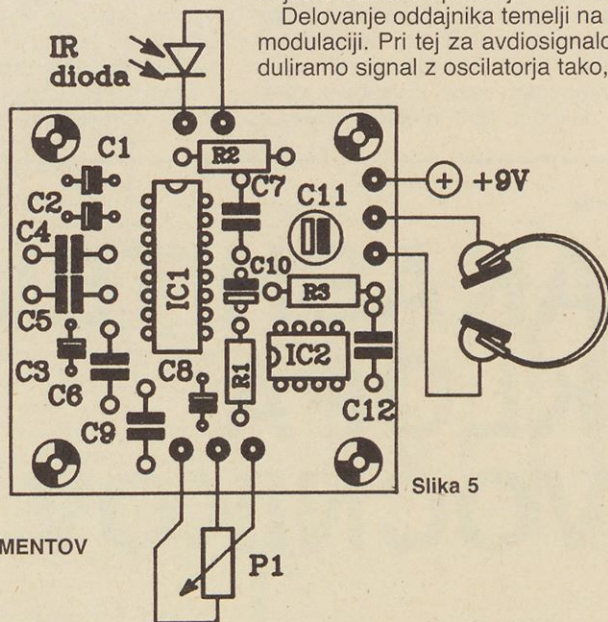 Delovanje oddajnika temelji na
modulaciji. Pri tej za avdiosignalo
duliramo signal z oscilatorja tako,
IR
dioda
C1
R2
C2
C7
C11
+ +9V
C4
IC1
C10
C5
R3
C3
C6
C8
R1
IC2
C9
C12
Slika 5
MENTOV
P1